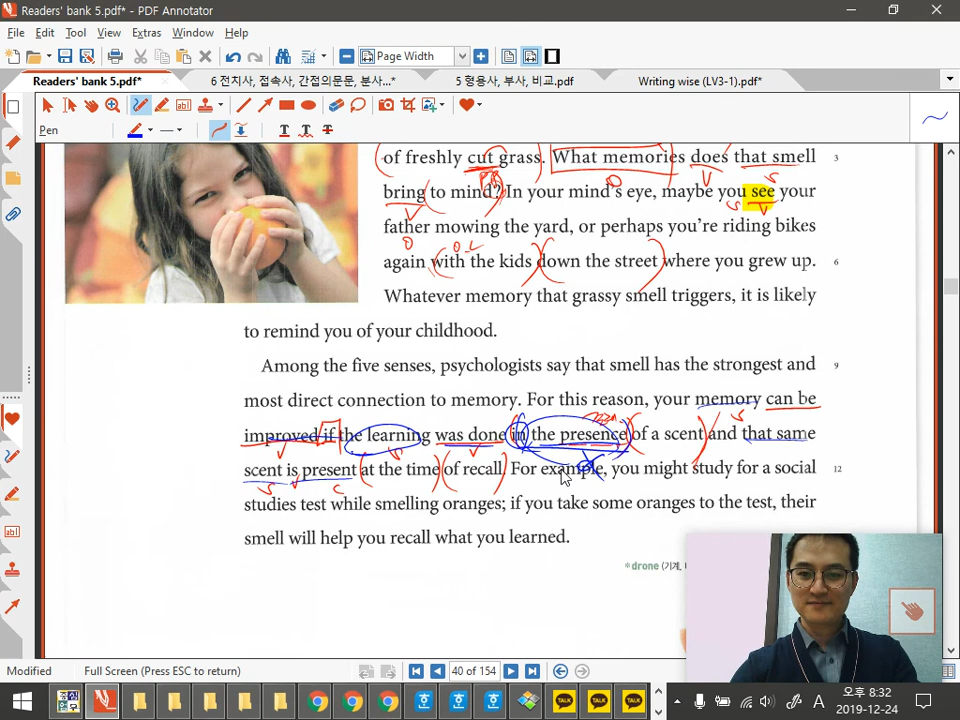 Readers' bank 5.pdf* - PDF Annotator
File Edit Tool View Extras Window Help
Page Width
Readers' bank 5.pdf* 6 전치사, 접속사, 간접의문문, 분사...* 5 형용사, 부사, 비교.pdf Writing wise (LV3-1).pdf*
Pen
of freshly cut grass. What memories does that smell 3
bring to mind? In your mind's eye, maybe you see your
father mowing the yard, or perhaps you're riding bikes
again with the kids down the street where you grew up. 6
Whatever memory that grassy smell triggers, it is likely
to remind you of your childhood.
Among the five senses, psychologists say that smell has the strongest and 9
most direct connection to memory. For this reason, your memory can be
improved if the learning was done in the presence of a scent and that same
scent is present at the time of recall. For example, you might study for a social 12
studies test while smelling oranges; if you take some oranges to the test, their
smell will help you recall what you learned.
*drone (기계,
Modified Full Screen (Press ESC to return) 40 of 154
TALK TALK TALK
A 오후 8:32
2019-12-24